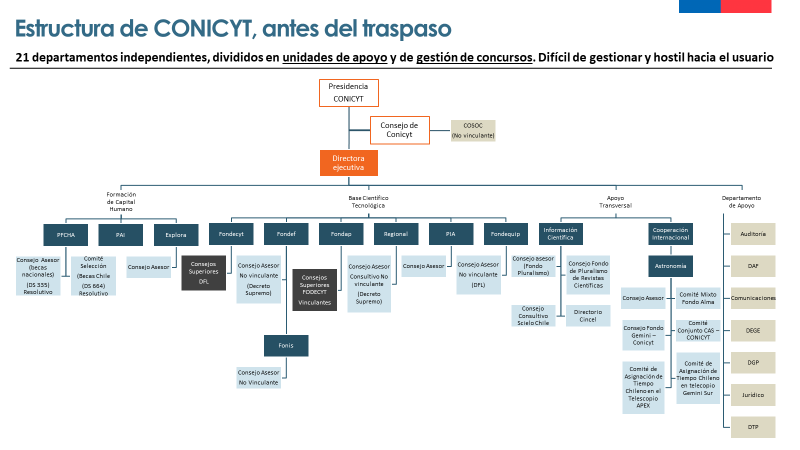 Estructura de CONICYT, antes del traspaso
21 departamentos independientes, divididos en unidades de apoyo y de gestión de concursos. Difícil de gestionar y hostil hacia el usuario
Presidencia
CONICYT
Consejo de
Conicyt
COSOC
(No vinculante)
Directora
ejecutiva
Formación
de Capital
Humano
Base Científico
Tecnológica
Apoyo
Transversal
Departamento
de Apoyo
PFCHA
PAI
Explora
Fondecyt
Fondef
Fondap
Regional
PIA
Fondequip
Información
Científica
Cooperación
Internacional
Auditoría
Consejo Asesor
(becas
nacionales)
(DS 335)
Resolutivo
Comité
Selección
(Becas Chile
(DS 664)
Resolutivo
Consejo Asesor
Consejos
Superiores
DFL
Consejo Asesor
No vinculante
(Decreto
Supremo)
Consejos
Superiores
FODECYT
Vinculantes
Consejo Asesor
Consultivo No
vinculante
(Decreto
Supremo)
Consejo Asesor
Consejo Asesor
No vinculante
(DFL)
Consejo asesor
(Fondo
Pluralismo)
Consejo Fondo
de Pluralismo
de Revistas
Científicas
Astronomía
DAF
Consejo
Consultivo
Scielo Chile
Directorio
Cincel
Consejo Asesor
Comité Mixto
Fondo Alma
Comunicaciones
Consejo Fondo
Gemini –
Conicyt
Comité
Conjunto CAS –
CONICYT
DEGE
Fonis
Consejo Asesor
No Vinculante
Comité de
Asignación de
Tiempo
Chileno en el
Telescopio
APEX
Comité de
Asignación de
Tiempo Chileno
en telecopio
Gemini Sur
DGP
Jurídico
DTP